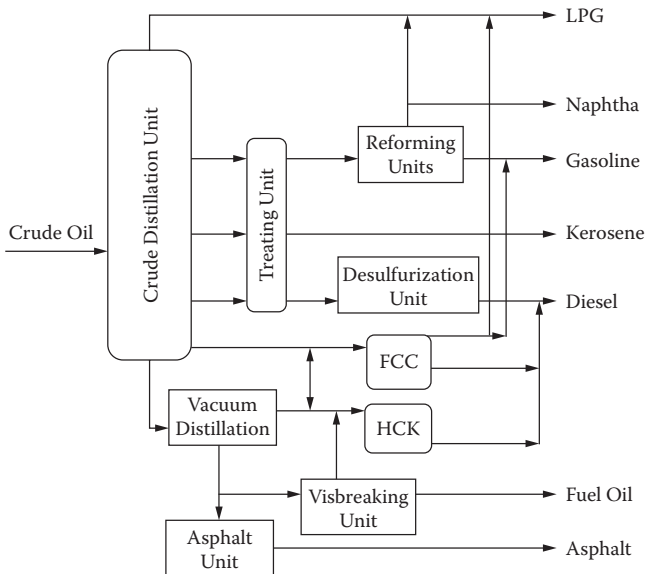 LPG
Crude Distillation Unit
Naphtha
Treating Unit
Reforming
Units
Gasoline
Crude Oil
Kerosene
Desulfurization
Unit
Diesel
FCC
Vacuum
Distillation
HCK
Visbreaking
Unit
Fuel Oil
Asphalt
Unit
Asphalt